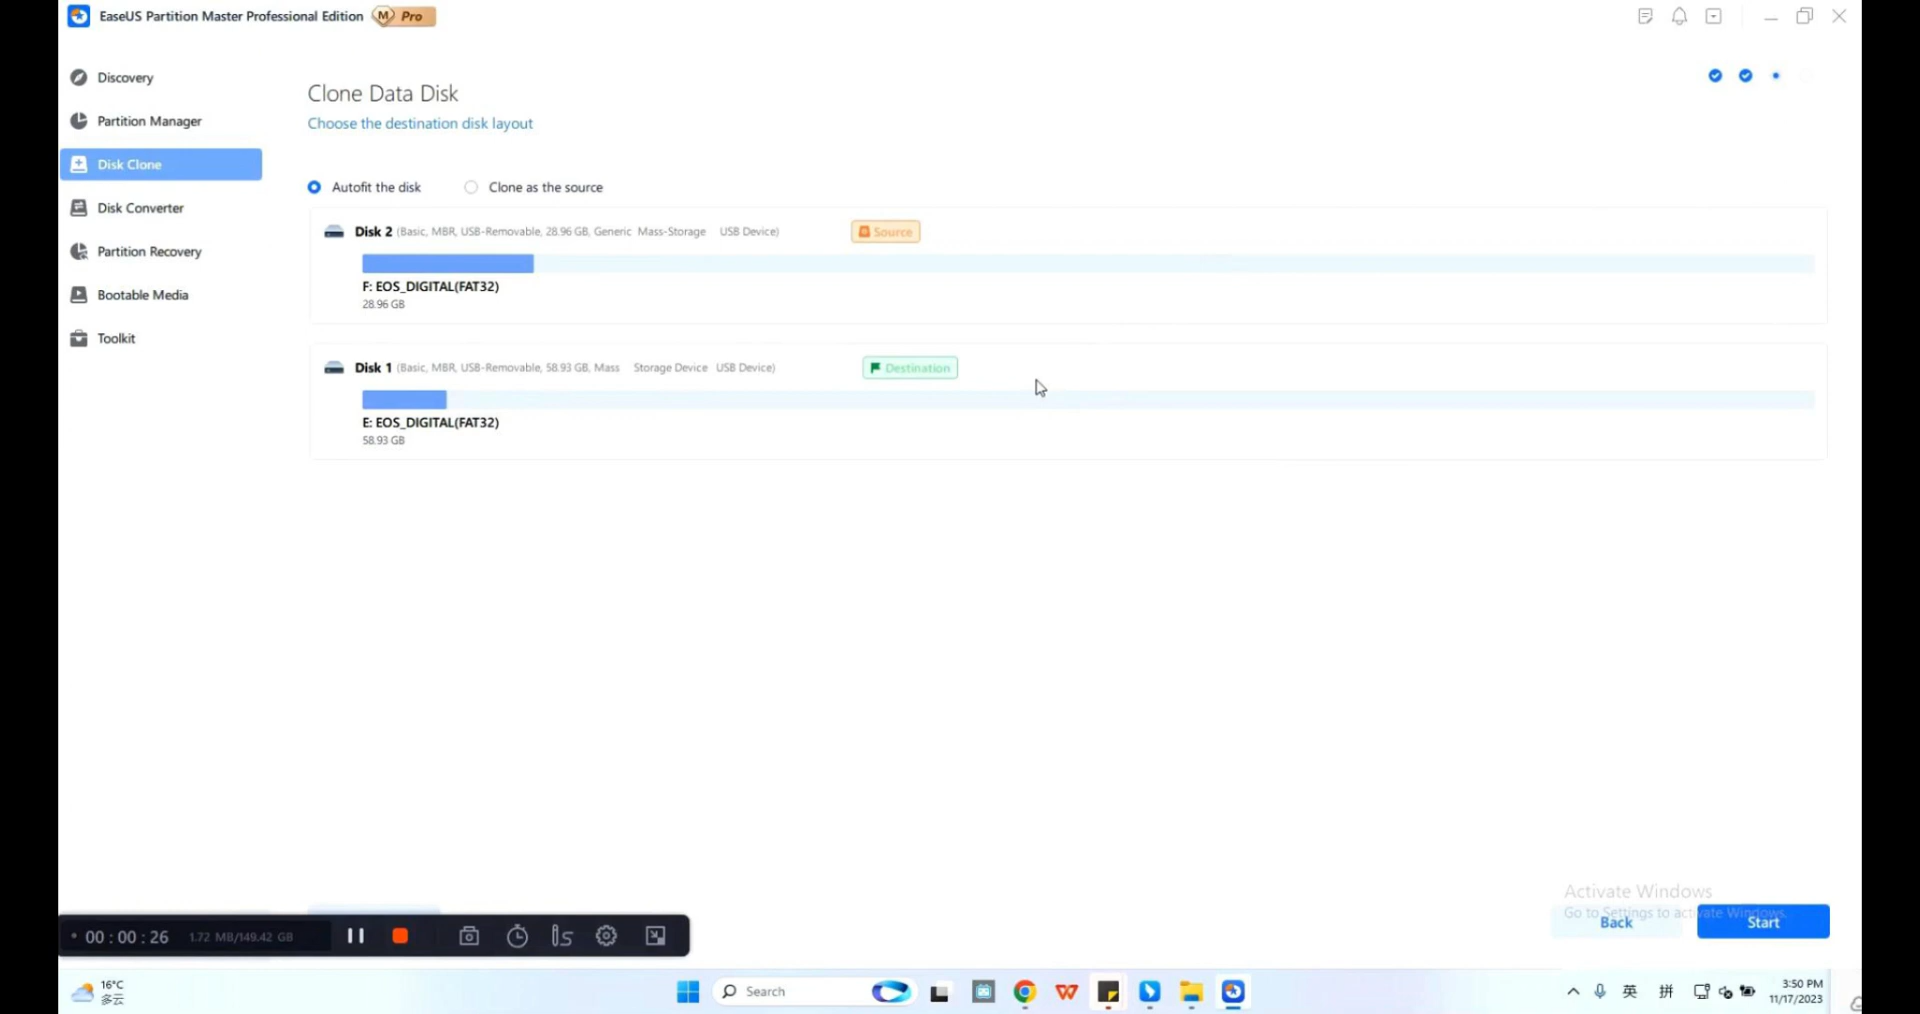 EaseUS Partition Master Professional Edition M Pro
Discovery
Partition Manager
Disk Clone
Disk Converter
Partition Recovery
Bootable Media
Toolkit
Clone Data Disk
Choose the destination disk layout
Autofit the disk Clone as the source
Disk 2 (Basic, MBR, USB-Removable, 28.96 GB, Generic Mass-Storage USB Device) Source
F: EOS_DIGITAL(FAT32)
28.96 GB
Disk 1 (Basic, MBR, USB-Removable, 58.93 GB, Mass Storage Device USB Device) Destination
E: EOS_DIGITAL(FAT32)
58.93 GB
Activate Windows
Go to Settings to activate Windows.
Back Start
00:00:26 1.72 MB/149.42 GB
16°C
多云
Search
英 拼
3:50 PM
11/17/2023